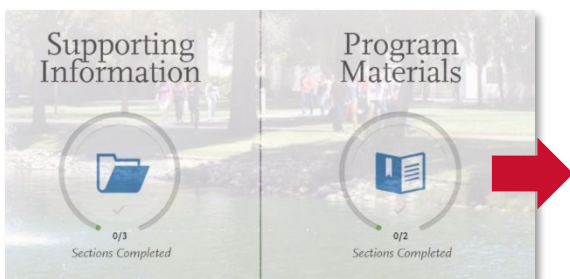 Supporting
Information
0/3
Sections Completed
Program
Materials
0/2
Sections Completed